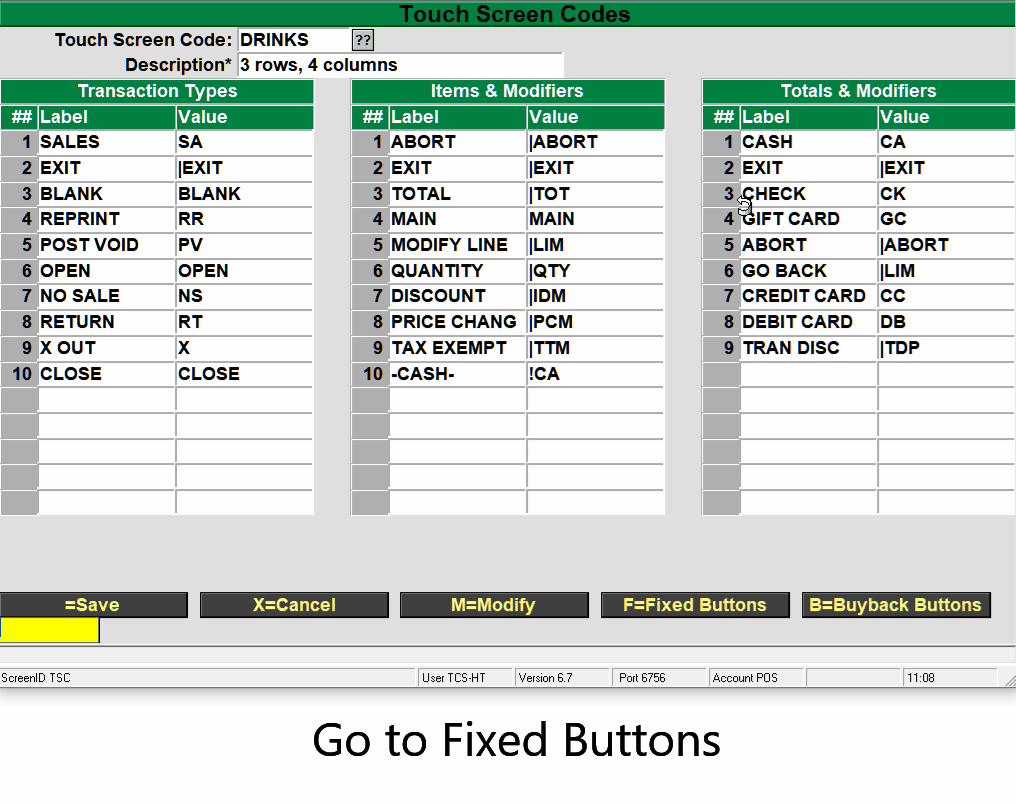 Touch Screen Codes
Touch Screen Code: DRINKS ??
Description* 3 rows, 4 columns
Transaction Types
## Label Value
1 SALES SA
2 EXIT |EXIT
3 BLANK BLANK
4 REPRINT RR
5 POST VOID PV
6 OPEN OPEN
7 NO SALE NS
8 RETURN RT
9 X OUT X
10 CLOSE CLOSE
Items & Modifiers
## Label Value
1 ABORT |ABORT
2 EXIT |EXIT
3 TOTAL |TOT
4 MAIN MAIN
5 MODIFY LINE |LIM
6 QUANTITY |QTY
7 DISCOUNT |IDM
8 PRICE CHANG |PCM
9 TAX EXEMPT |TTM
10 -CASH- !CA
Totals & Modifiers
## Label Value
1 CASH CA
2 EXIT |EXIT
3 CHECK CK
4 GIFT CARD GC
5 ABORT |ABORT
6 GO BACK |LIM
7 CREDIT CARD CC
8 DEBIT CARD DB
9 TRAN DISC |TDP
=Save X=Cancel M=Modify F=Fixed Buttons B=Buyback Buttons
ScreenID TSC User TCS-HT Version 6.7 Port 6756 Account POS 11:08
Go to Fixed Buttons